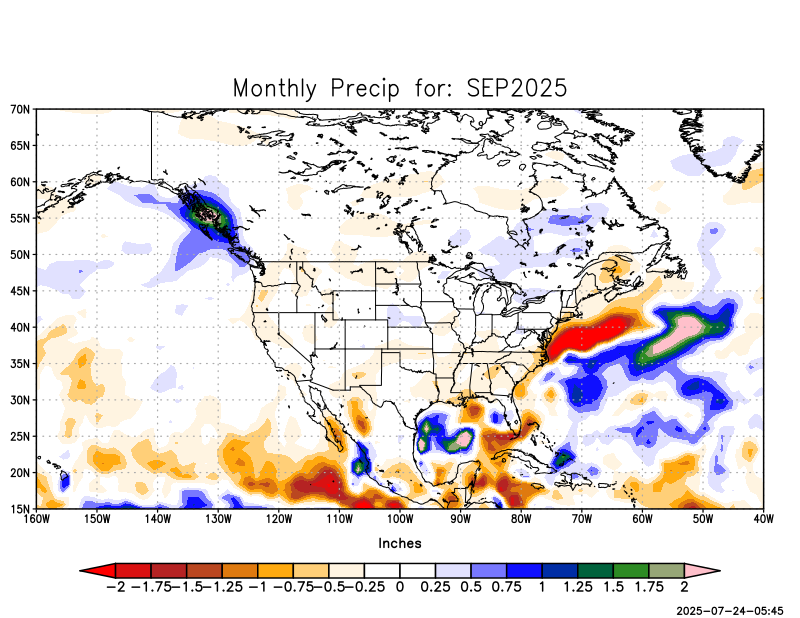 Monthly Precip for: SEP2025
70N
65N
60N
55N
50N
45N
40N
35N
30N
25N
20N
15N
160W 150W 140W 130W 120W 110W 100W 90W 80W 70W 60W 50W 40W
Inches
−2 −1.75 −1.5 −1.25 −1 −0.75 −0.5 −0.25 0 0.25 0.5 0.75 1 1.25 1.5 1.75 2
2025-07-24-05:45